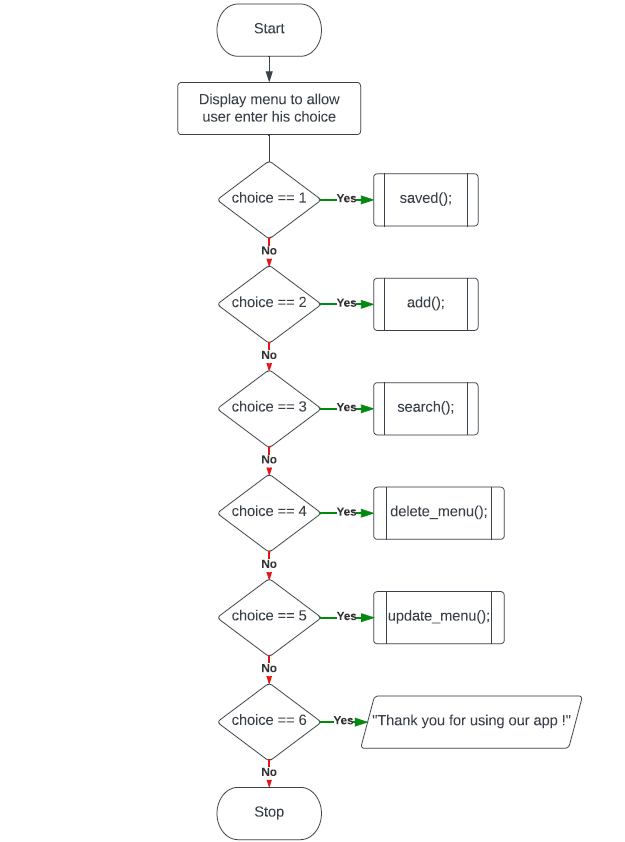 Start
Display menu to allow
user enter his choice
choice == 1
Yes
saved();
No
choice == 2
Yes
add();
No
choice == 3
Yes
search();
No
choice == 4
Yes
delete_menu();
No
choice == 5
Yes
update_menu();
No
choice == 6
Yes
"Thank you for using our app !"
No
Stop